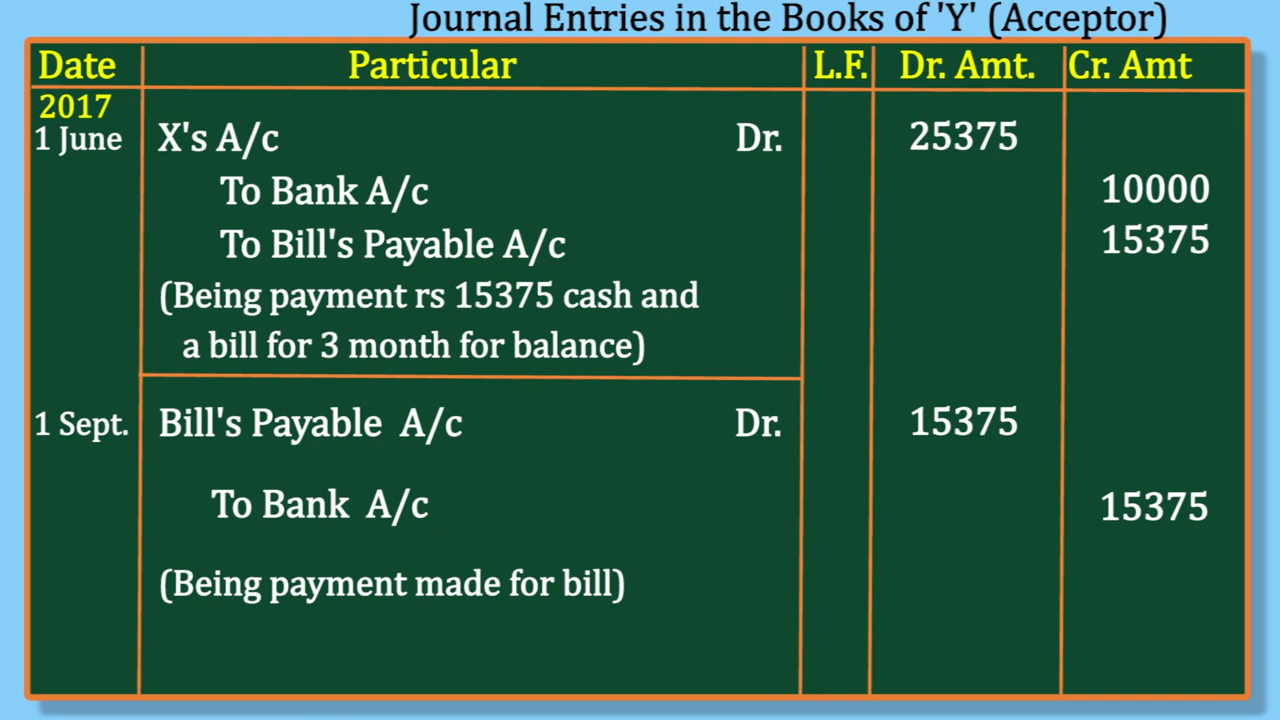 Journal Entries in the Books of 'Y' (Acceptor)
Date Particular L.F. Dr. Amt. Cr. Amt
2017
1 June X's A/c Dr. 25375
To Bank A/c 10000
To Bill's Payable A/c 15375
(Being payment rs 15375 cash and
a bill for 3 month for balance)
1 Sept. Bill's Payable A/c Dr. 15375
To Bank A/c 15375
(Being payment made for bill)